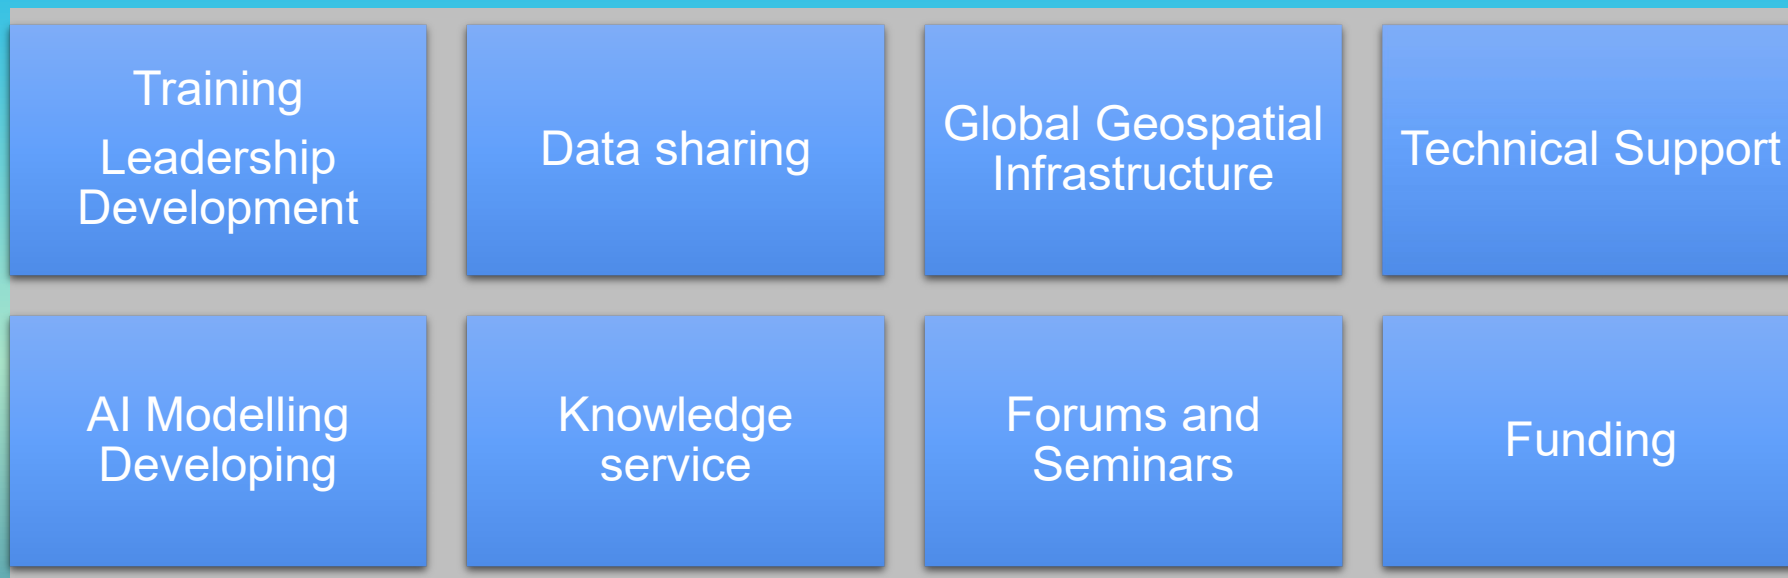 Training
Leadership
Development
Data sharing
Global Geospatial
Infrastructure
Technical Support
AI Modelling
Developing
Knowledge
service
Forums and
Seminars
Funding